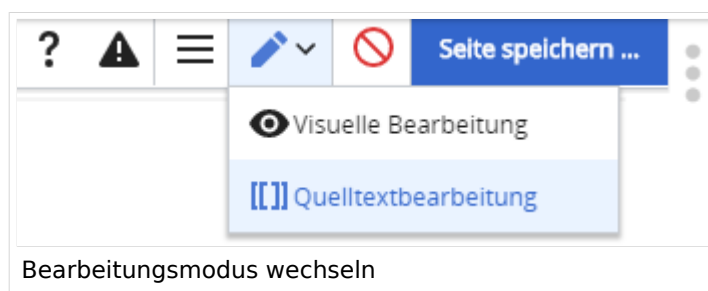 ? Seite speichern ...
Visuelle Bearbeitung
[[]] Quelltextbearbeitung
Bearbeitungsmodus wechseln